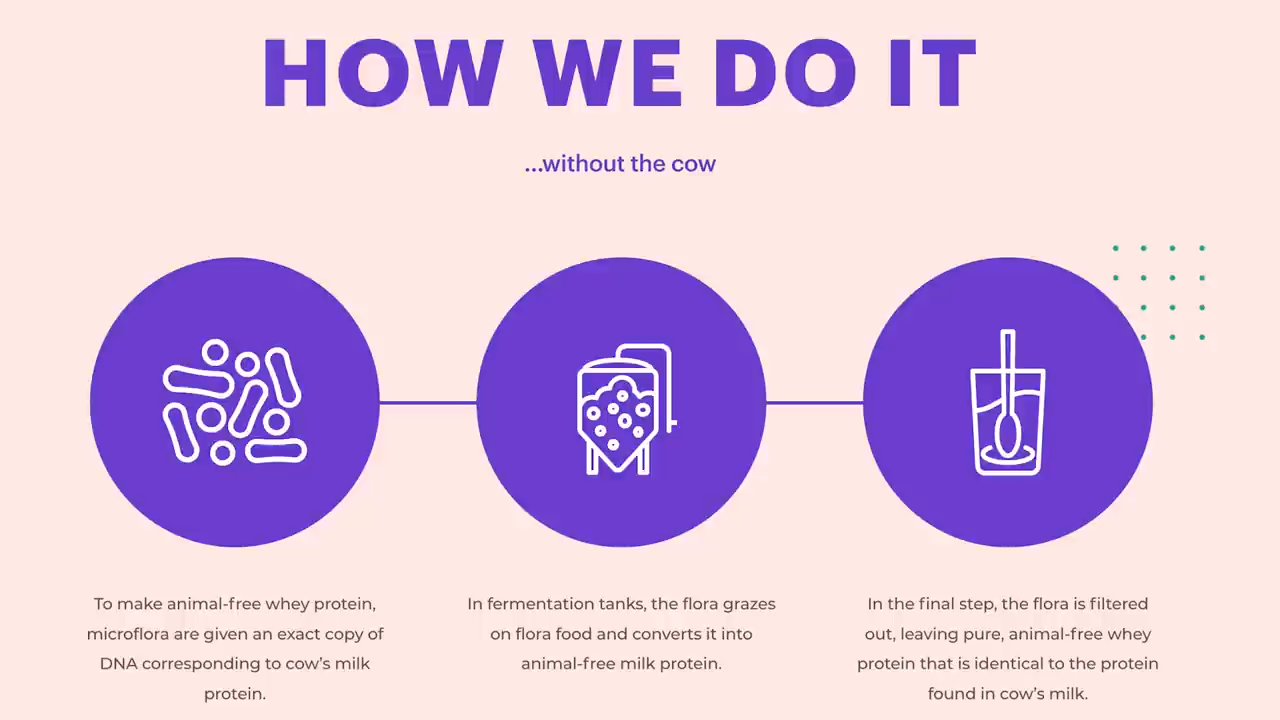 HOW WE DO IT
...without the cow
To make animal-free whey protein,
microflora are given an exact copy of
DNA corresponding to cow’s milk
protein.
In fermentation tanks, the flora grazes
on flora food and converts it into
animal-free milk protein.
In the final step, the flora is filtered
out, leaving pure, animal-free whey
protein that is identical to the protein
found in cow’s milk.